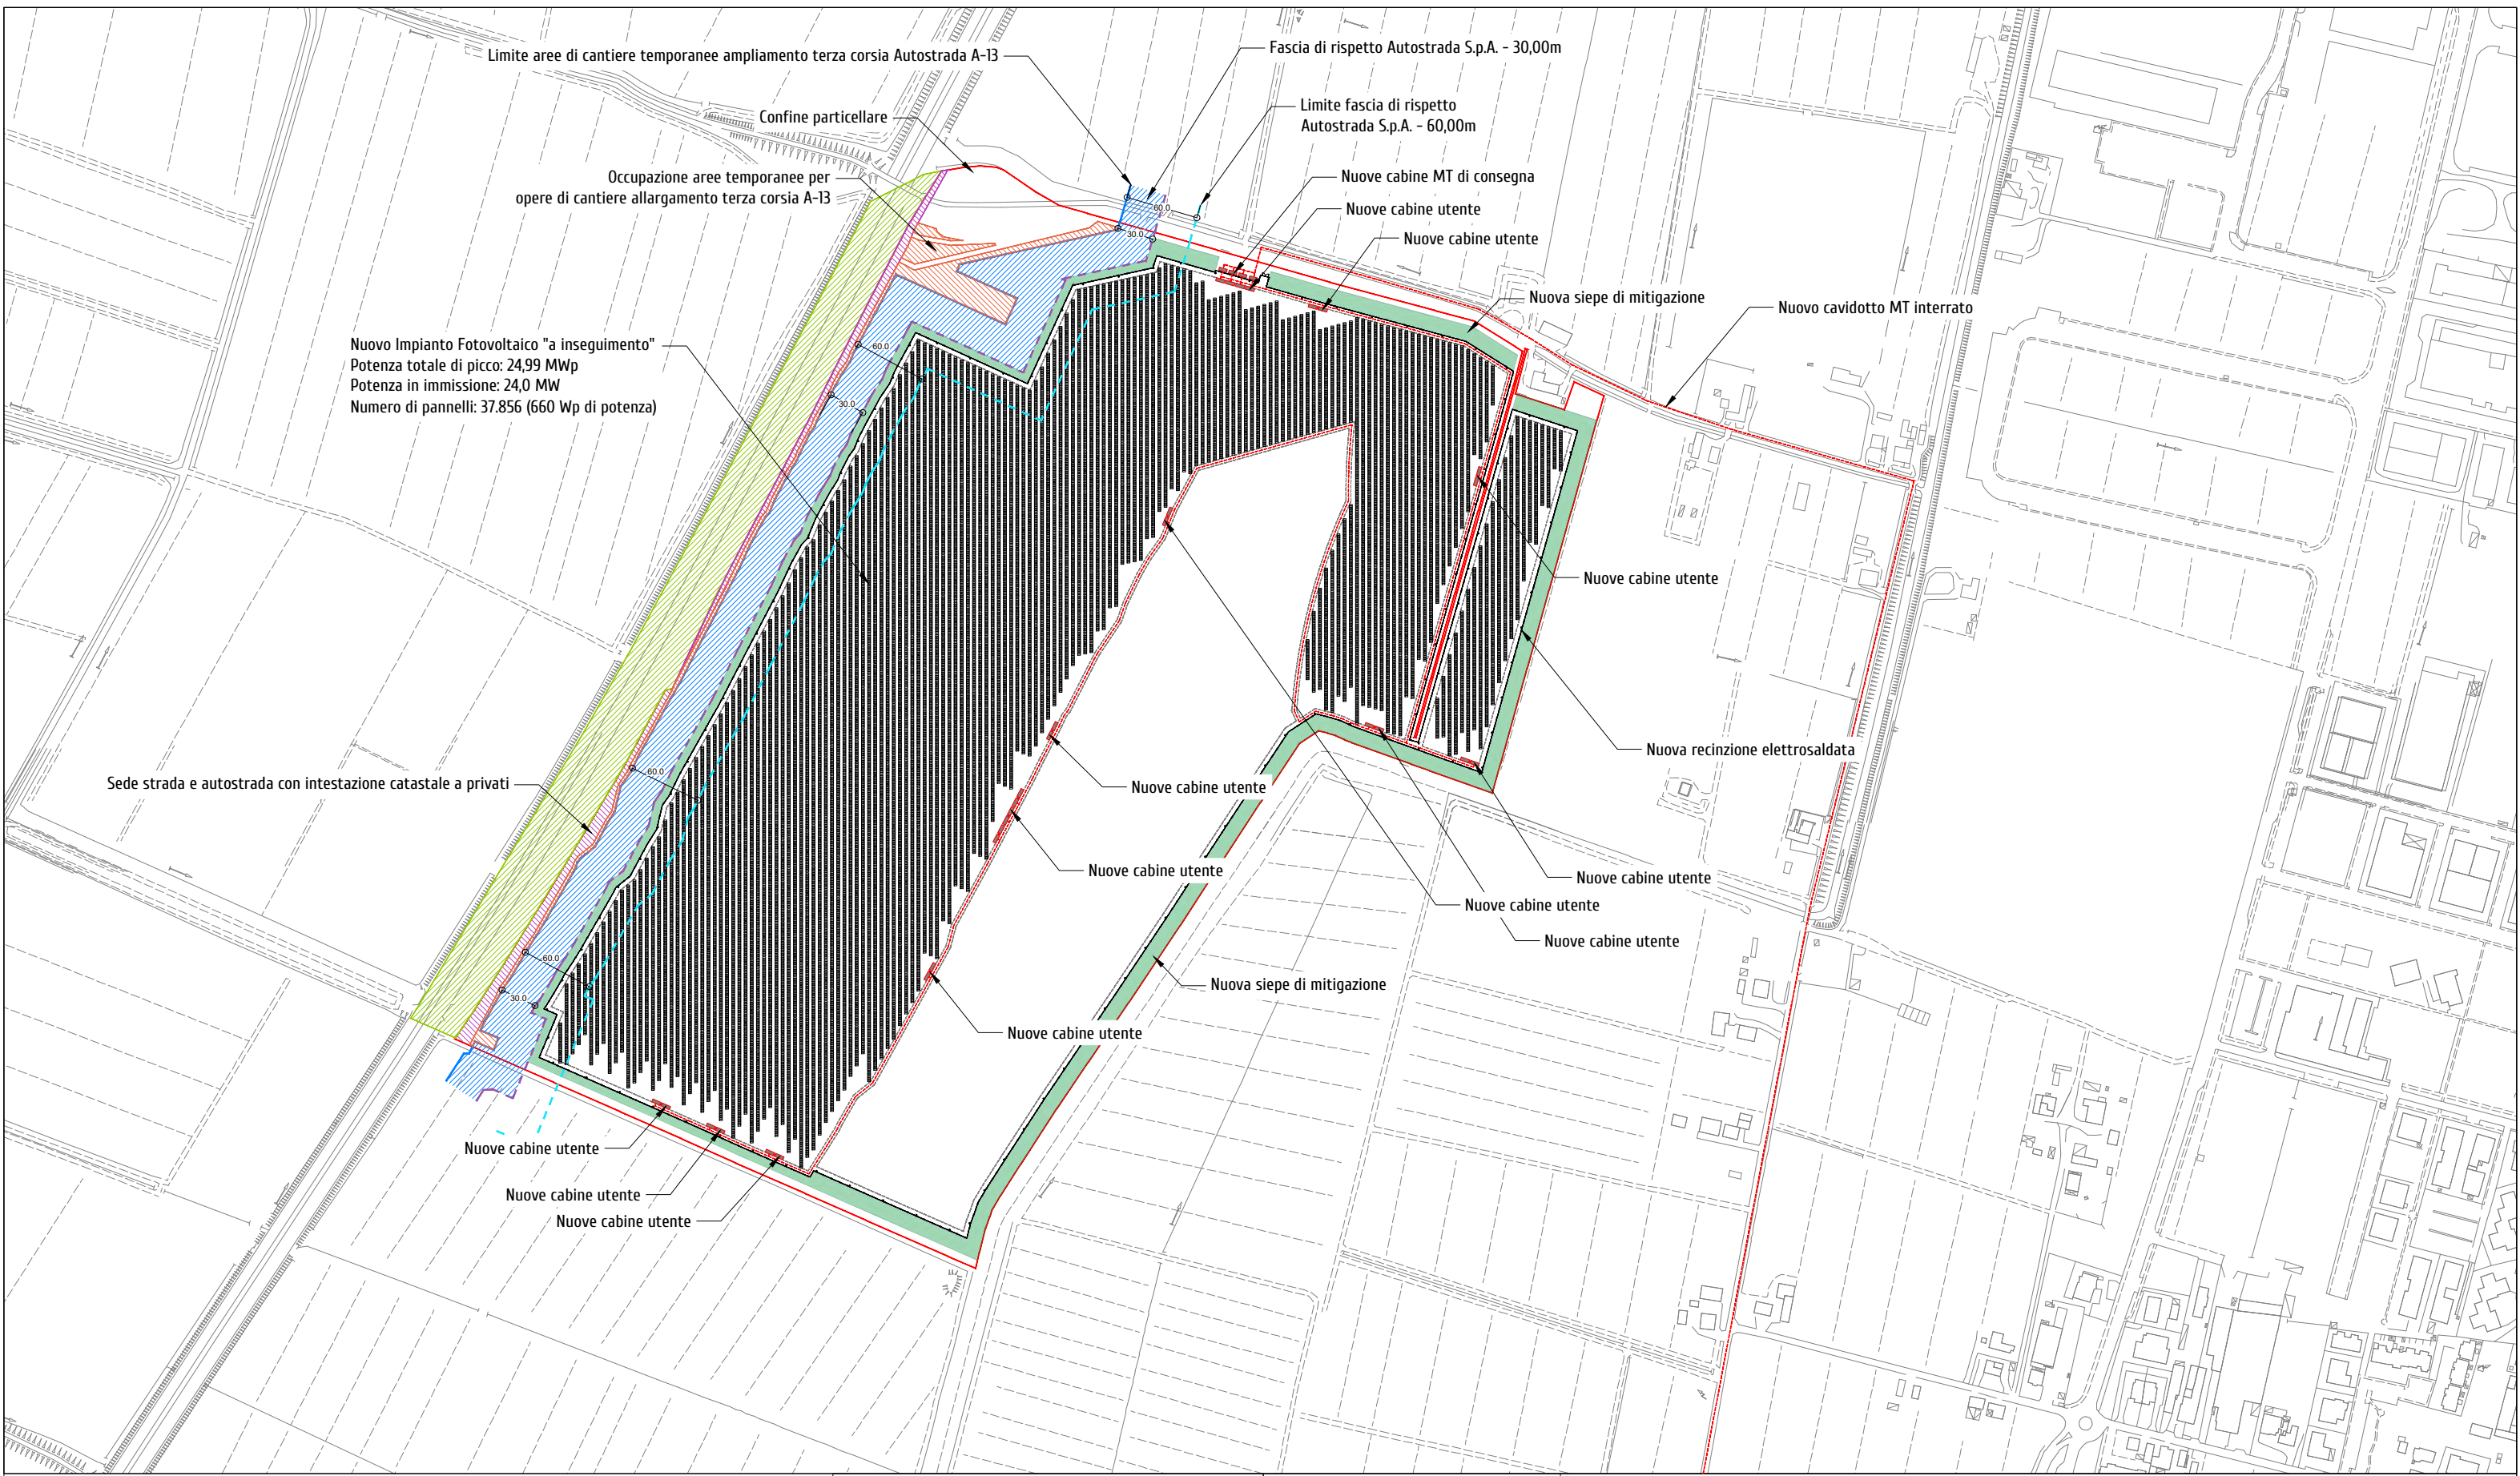 Limite aree di cantiere temporanee ampliamento terza corsia Autostrada A-13
Fascia di rispetto Autostrada S.p.A. - 30,00m
Confine particellare
Limite fascia di rispetto
Autostrada S.p.A. - 60,00m
Occupazione aree temporanee per
opere di cantiere allargamento terza corsia A-13
Nuove cabine MT di consegna
Nuove cabine utente
Nuove cabine utente
60.0
30.0
Nuova siepe di mitigazione
Nuovo cavidotto MT interrato
Nuovo Impianto Fotovoltaico "a inseguimento"
Potenza totale di picco: 24,99 MWp
Potenza in immissione: 24,0 MW
Numero di pannelli: 37.856 (660 Wp di potenza)
60.0
30.0
Nuove cabine utente
Nuova recinzione elettrosaldata
60.0
Sede strada e autostrada con intestazione catastale a privati
Nuove cabine utente
Nuove cabine utente
Nuove cabine utente
Nuove cabine utente
Nuove cabine utente
60.0
30.0
Nuova siepe di mitigazione
Nuove cabine utente
Nuove cabine utente
Nuove cabine utente
Nuove cabine utente